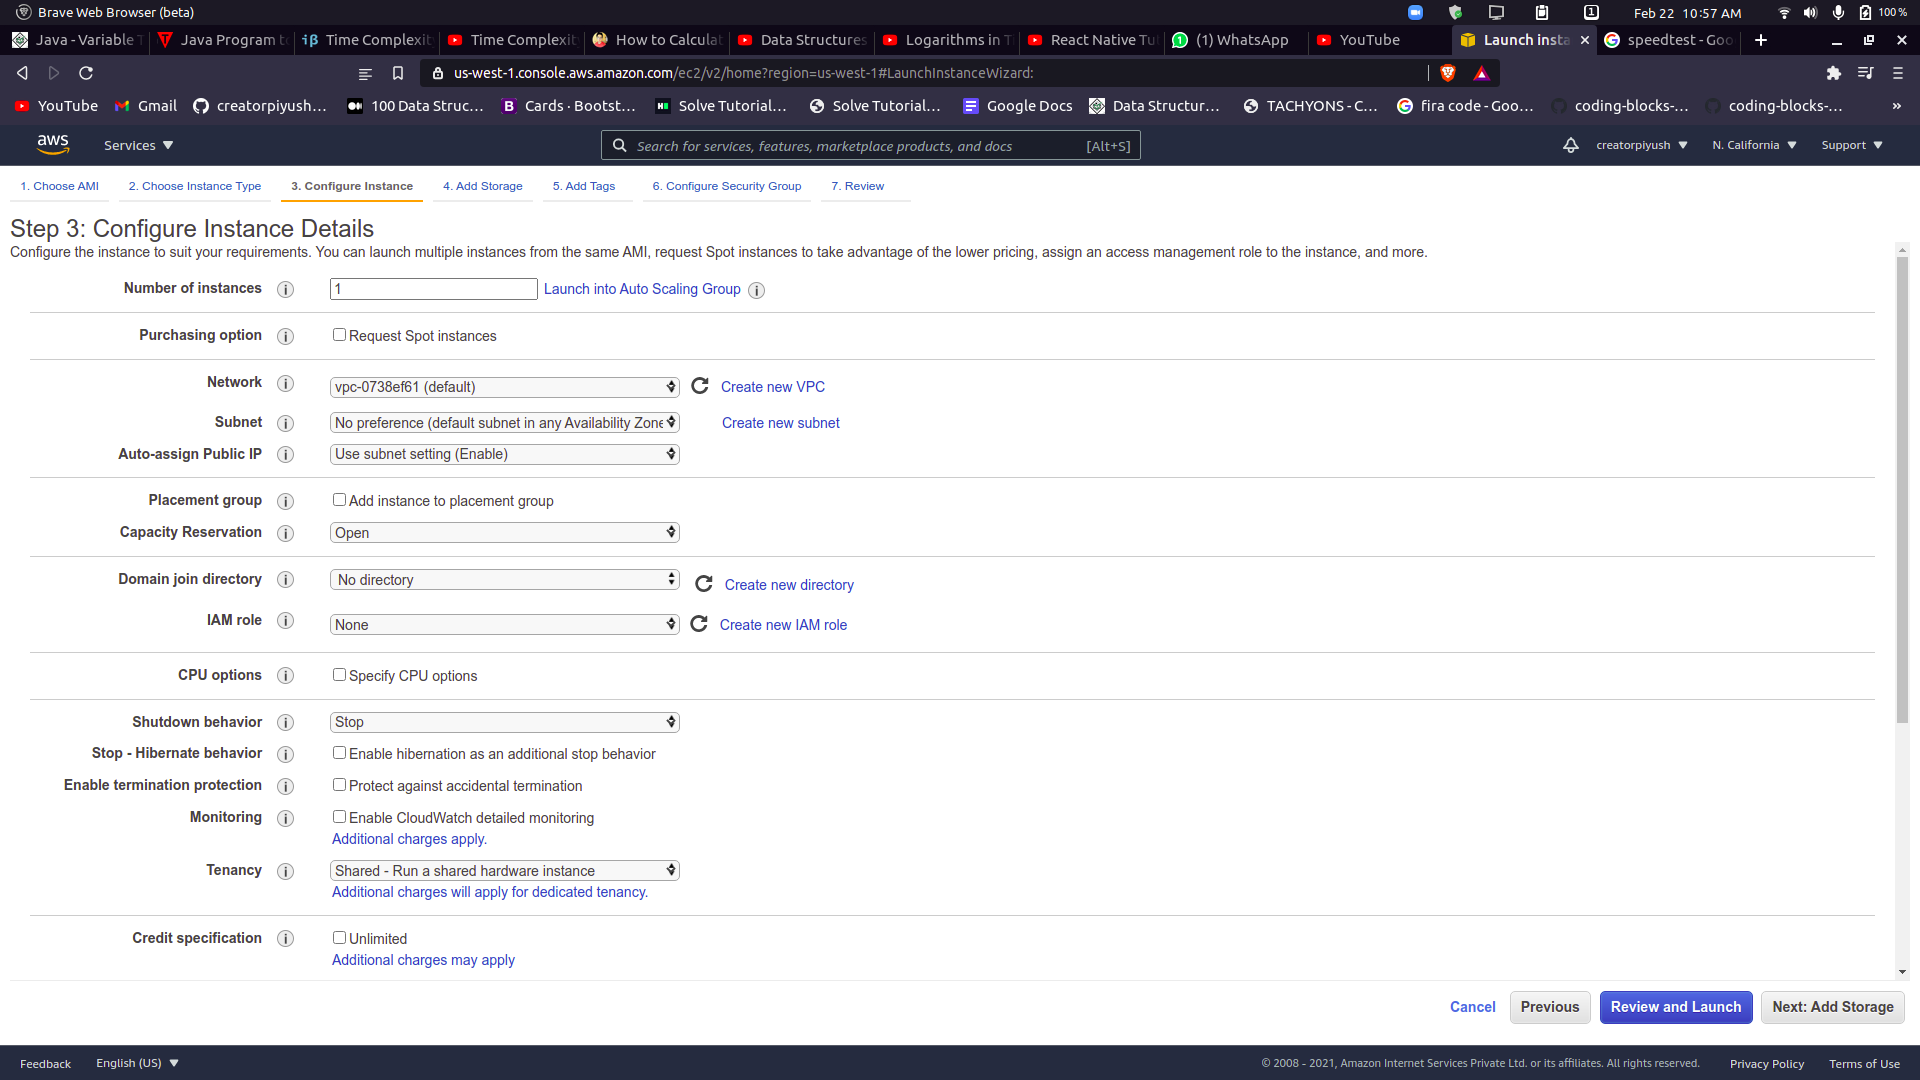 Brave Web Browser (beta)
Feb 22 10:57 AM
100 %
Java - Variable T
Java Program to
iβ Time Complexit
Time Complexit
How to Calculat
Data Structures
Logarithms in T
React Native Tu
(1) WhatsApp
YouTube
Launch insta
speedtest - Goo
us-west-1.console.aws.amazon.com/ec2/v2/home?region=us-west-1#LaunchInstanceWizard:
YouTube
Gmail
creatorpiyush...
100 Data Struc...
B Cards · Bootst...
Solve Tutorial...
Solve Tutorial...
Google Docs
Data Structur...
TACHYONS - C...
fira code - Goo...
coding-blocks-...
coding-blocks-...
»
aws
Services
Search for services, features, marketplace products, and docs [Alt+S]
creatorpiyush
N. California
Support
1. Choose AMI
2. Choose Instance Type
3. Configure Instance
4. Add Storage
5. Add Tags
6. Configure Security Group
7. Review
Step 3: Configure Instance Details
Configure the instance to suit your requirements. You can launch multiple instances from the same AMI, request Spot instances to take advantage of the lower pricing, assign an access management role to the instance, and more.
Number of instances i 1 Launch into Auto Scaling Group i
Purchasing option i Request Spot instances
Network i vpc-0738ef61 (default) Create new VPC
Subnet i No preference (default subnet in any Availability Zone Create new subnet
Auto-assign Public IP i Use subnet setting (Enable)
Placement group i Add instance to placement group
Capacity Reservation i Open
Domain join directory i No directory Create new directory
IAM role i None Create new IAM role
CPU options i Specify CPU options
Shutdown behavior i Stop
Stop - Hibernate behavior i Enable hibernation as an additional stop behavior
Enable termination protection i Protect against accidental termination
Monitoring i Enable CloudWatch detailed monitoring
Additional charges apply.
Tenancy i Shared - Run a shared hardware instance
Additional charges will apply for dedicated tenancy.
Credit specification i Unlimited
Additional charges may apply
Cancel
Previous
Review and Launch
Next: Add Storage
Feedback
English (US)
© 2008 - 2021, Amazon Internet Services Private Ltd. or its affiliates. All rights reserved.
Privacy Policy
Terms of Use